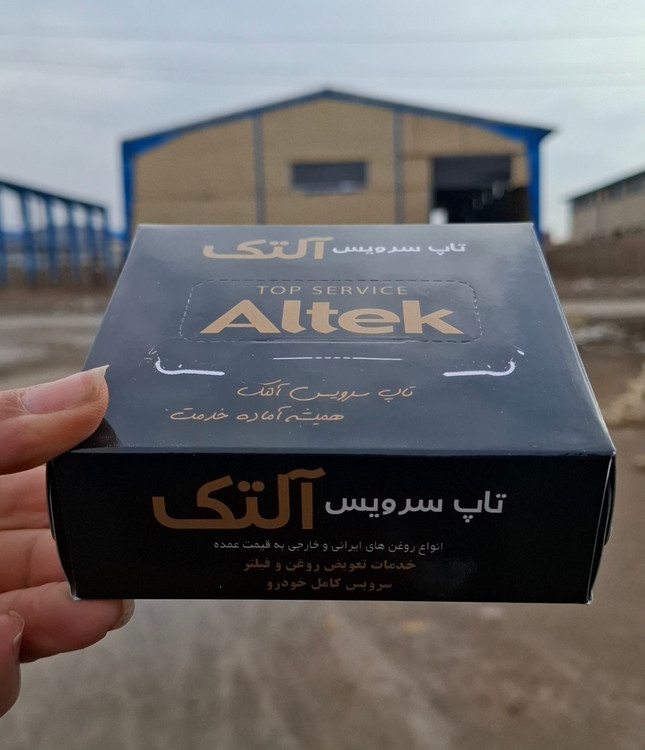 تاپ سرویس آلتک
TOP SERVICE
Altek
تاپ سرویس آلتک
همیشه آماده خدمت
تاپ سرویس آلتک
انواع روغن های ایرانی و خارجی به قیمت عمده
خدمات تعویض روغن و فیلتر
سرویس کامل خودرو